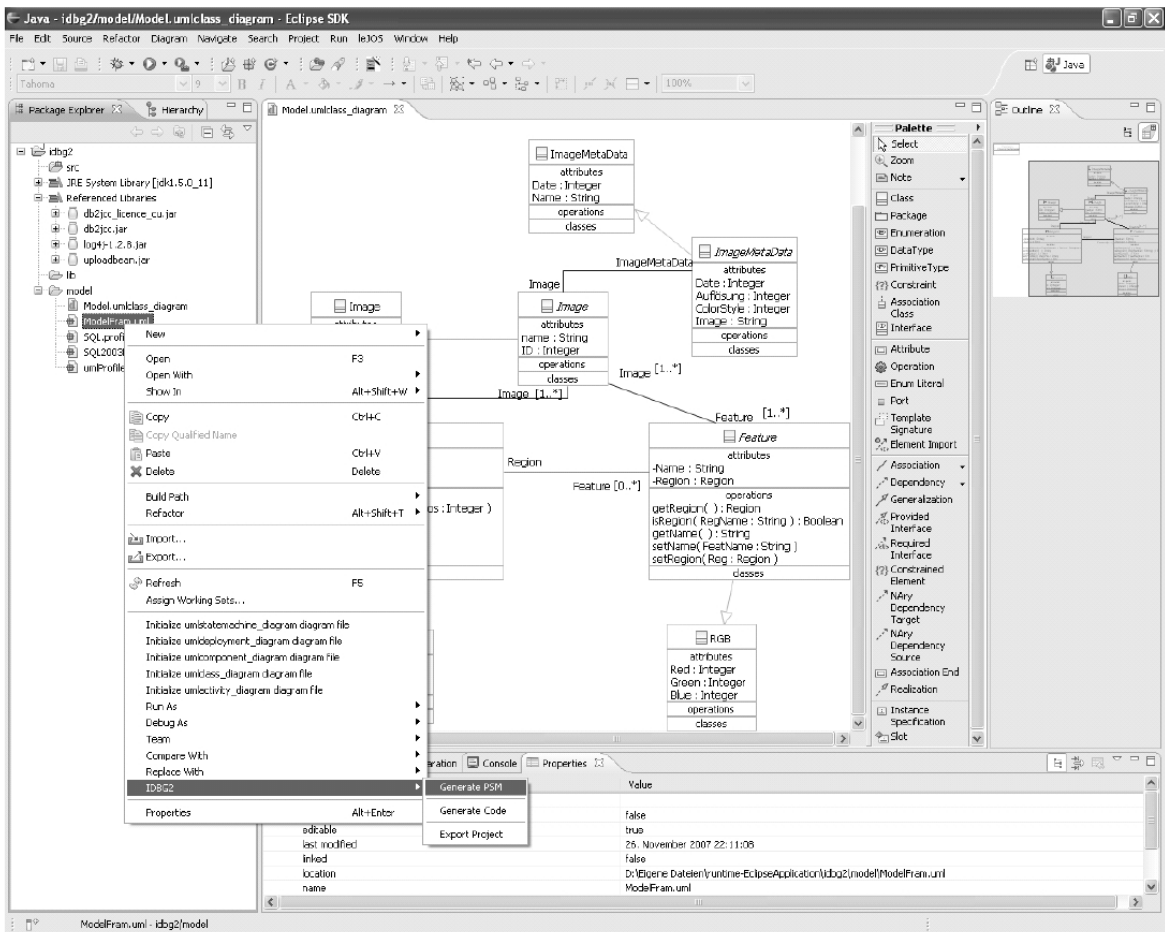 Java - idbg2/model/Model.umlclass_diagram - Eclipse SDK
File Edit Source Refactor Diagram Navigate Search Project Run leJOS Window Help
Java
Tahoma 9 B I A 100%
Package Explorer Hierarchy
idbg2
src
JRE System Library [jdk1.5.0_11]
Referenced Libraries
db2jcc_licence_cu.jar
db2jcc.jar
log4j-1.2.8.jar
uploadbean.jar
lib
model
Model.umlclass_diagram
ModelFram.uml
SQL.profi
SQL2003
umlProfile
New
Open F3
Open With
Show In Alt+Shift+W
Copy Ctrl+C
Copy Qualified Name
Paste Ctrl+V
Delete Delete
Build Path
Refactor Alt+Shift+T
Import...
Export...
Refresh F5
Assign Working Sets...
Initialize umlstatemachine_diagram diagram file
Initialize umldeployment_diagram diagram file
Initialize umlcomponent_diagram diagram file
Initialize umlclass_diagram diagram file
Initialize umlactivity_diagram diagram file
Run As
Debug As
Team
Compare With
Replace With
IDBG2
Properties Alt+Enter
Generate PSM
Generate Code
Export Project
Model.umlclass_diagram
ImageMetaData
attributes
Date : Integer
Name : String
operations
classes
ImageMetaData
ImageMetaData
attributes
Date : Integer
Auflösung : Integer
ColorStyle : Integer
Image : String
operations
classes
Image
Image
Image
attributes
name : String
ID : Integer
operations
classes
Image [1..*]
Image [1..*]
Feature [1..*]
Region
Feature [0..*]
os : Integer )
Feature
attributes
-Name : String
-Region : Region
operations
getRegion( ) : Region
isRegion( RegName : String ) : Boolean
getName( ) : String
setName( FeatName : String )
setRegion( Reg : Region )
classes
RGB
attributes
Red : Integer
Green : Integer
Blue : Integer
operations
classes
Palette
Select
Zoom
Note
Class
Package
Enumeration
DataType
PrimitiveType
Constraint
Association
Class
Interface
Attribute
Operation
Enum Literal
Port
Template
Signature
Element Import
Association
Dependency
Generalization
Provided
Interface
Required
Interface
Constrained
Element
NAry
Dependency
Target
NAry
Dependency
Source
Association End
Realization
Instance
Specification
Slot
Outline
Console Properties
Value
false
editable true
last modified 26. November 2007 22:11:08
linked false
location D:\Eigene Dateien\runtime-EclipseApplication\idbg2\model\ModelFram.uml
name ModelFram.uml
ModelFram.uml - idbg2/model